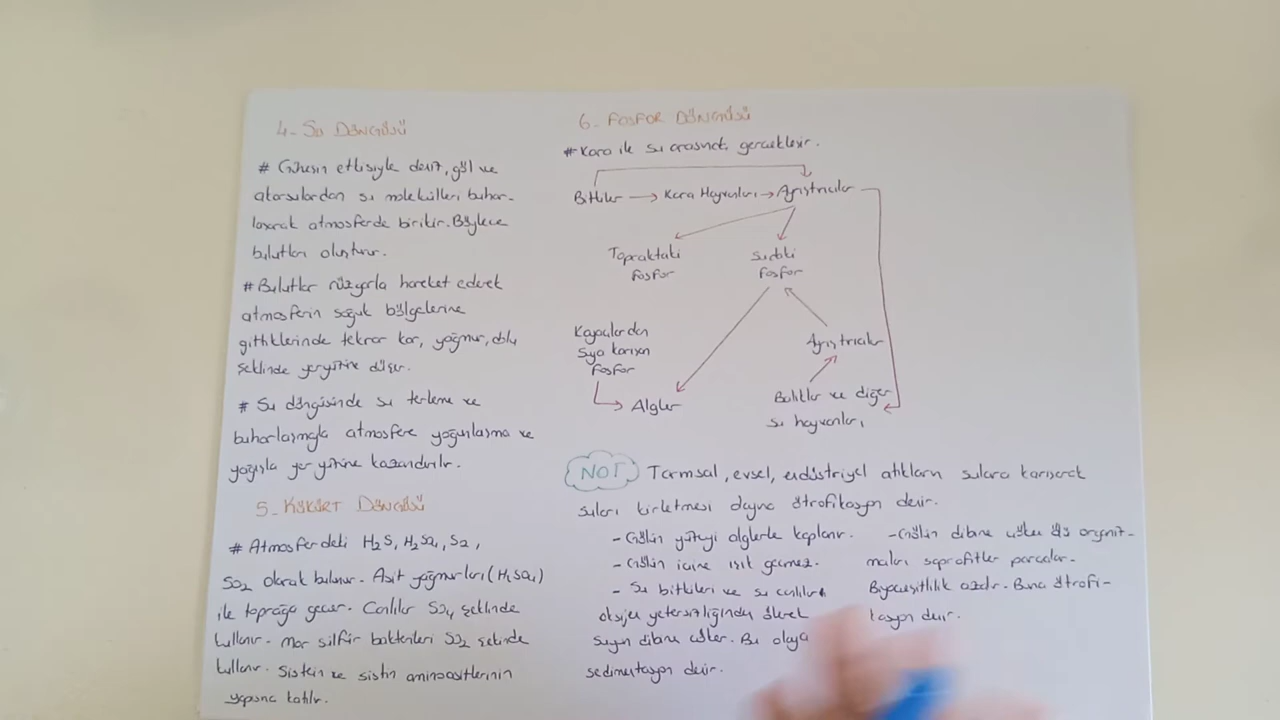 4- SU DÖNGÜSÜ
# Güneşin etkisiyle deniz, göl ve
akarsulardan su molekülleri buhar-
laşarak atmosferde birikir. Böylece
bulutları oluşturur.
# Bulutlar rüzgarla hareket ederek
atmosferin soğuk bölgelerine
gittiklerinde tekrar kar, yağmur, dolu
şeklinde yeryüzüne düşer.
# Su döngüsünde su terleme ve
buharlaşmayla atmosfere yoğunlaşma ve
yağışla yer yüzüne kazandırılır.
5- KÜKÜRT DÖNGÜSÜ
# Atmosferdeki H2S, H2SO4, S2,
SO2 olarak bulunur. Asit yağmurları (H2SO4)
ile toprağa geçer. Canlılar SO4 şeklinde
kullanır. Mor sülfür bakterileri SO2 şeklinde
kullanır. Sistein ve sistin aminoasitlerinin
yapısına katılır.
6- FOSFOR DÖNGÜSÜ
# Kara ile su arasında gerçekleşir.
Bitkiler → Kara Hayvanları → Ayrıştırıcılar
Topraktaki
fosfor
Sudaki
fosfor
Kayaçlardan
suya karışan
fosfor
Ayrıştırıcılar
Algler
Balıklar ve diğer
su hayvanları
NOT Tarımsal, evsel, endüstriyel atıkların sulara karışarak
suları kirletmesi olayına ötrofikasyon denir.
- Gölün yüzeyi alglerle kaplanır.
- Gölün içine ışık geçmez.
- Su bitkileri ve su canlıları
oksijen yetersizliğinden ölerek
suyun dibine çöker. Bu olaya
sedimentasyon denir.
- Gölün dibine çöken ölü organiz-
maları saprofitler parçalar.
Biyoçeşitlilik azalır. Buna ötrofi-
kasyon denir.